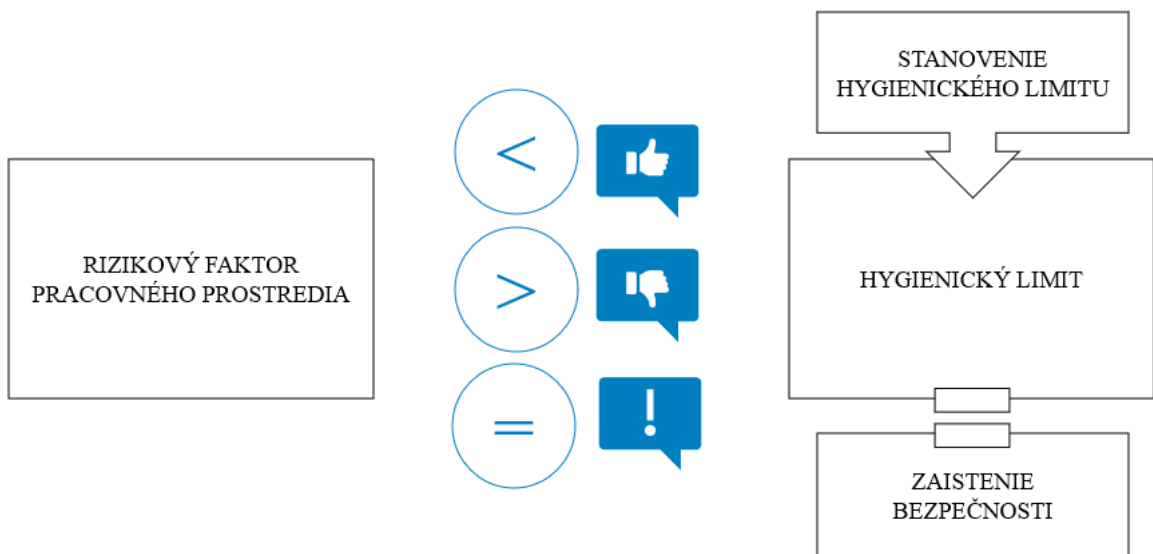 RIZIKOVÝ FAKTOR
PRACOVNÉHO PROSTREDIA
<
>
=
!
STANOVENIE
HYGIENICKÉHO LIMITU
HYGIENICKÝ LIMIT
ZAISTENIE
BEZPEČNOSTI